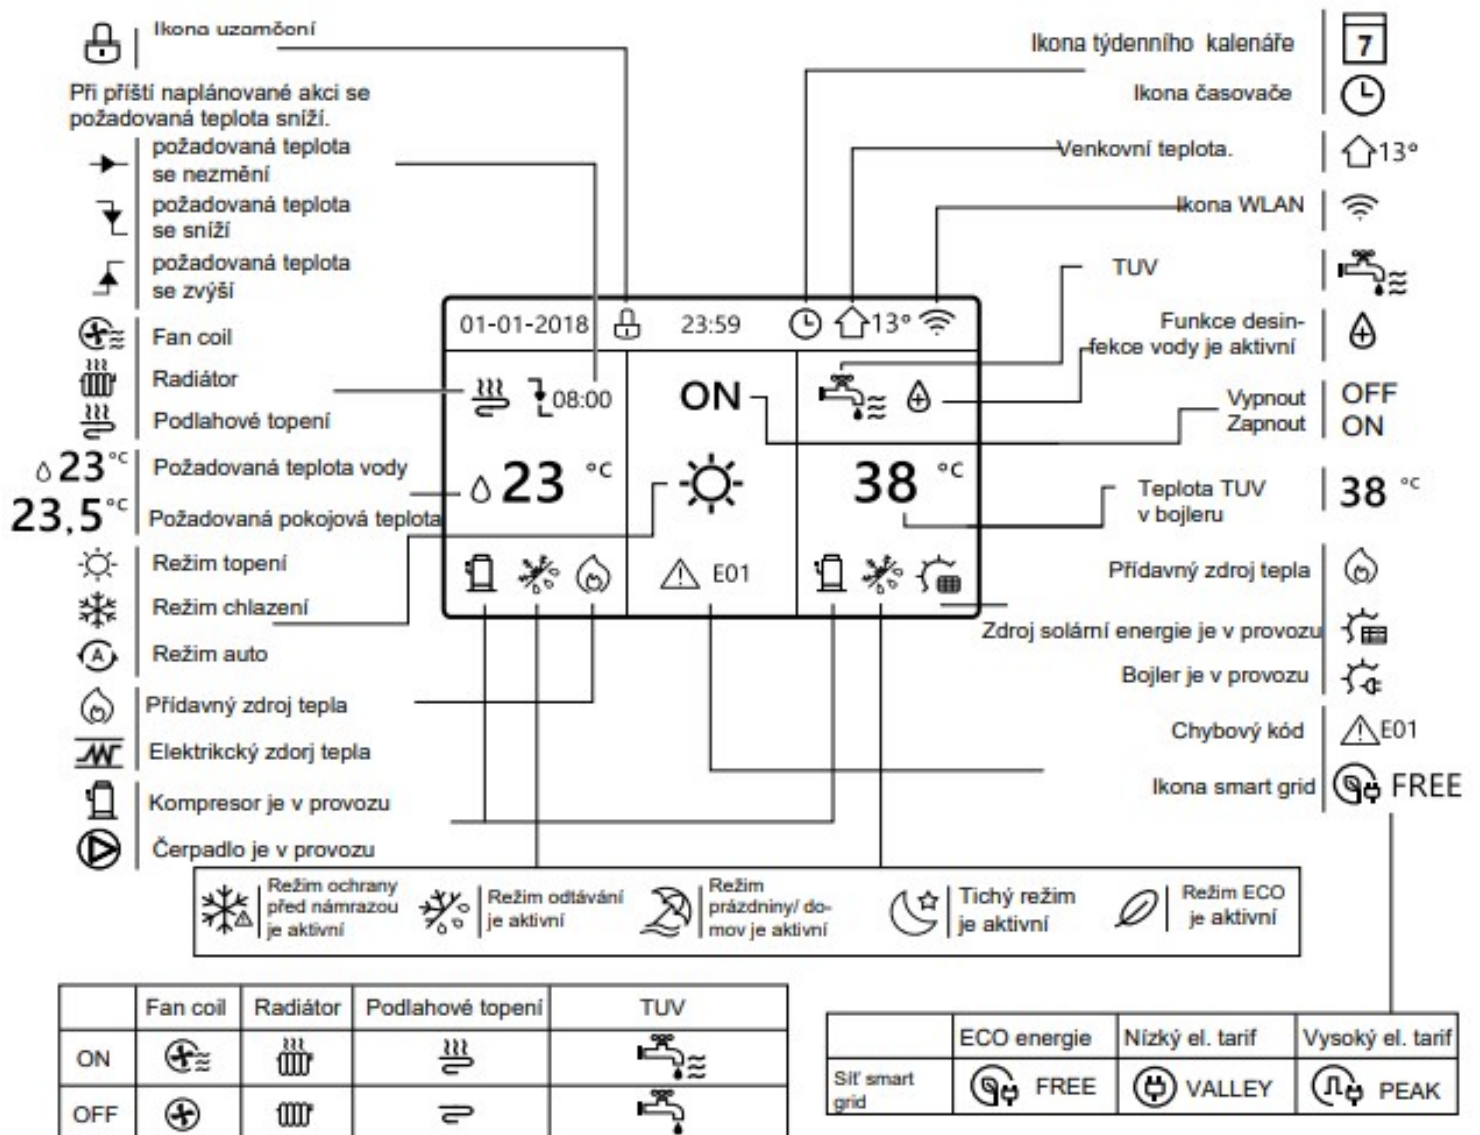 Ikona uzamčení
Při příští naplánované akci se
požadovaná teplota sníží.
požadovaná teplota
se nezmění
požadovaná teplota
se sníží
požadovaná teplota
se zvýší
Fan coil
Radiátor
Podlahové topení
23°C
Požadovaná teplota vody
23,5°C
Požadovaná pokojová teplota
Režim topení
Režim chlazení
A
Režim auto
Přídavný zdroj tepla
Elektrikcký zdorj tepla
Kompresor je v provozu
Čerpadlo je v provozu
01-01-2018
23:59
13°
08:00
ON
23 °C
38 °C
E01
Ikona týdenního kalenáře
7
Ikona časovače
Venkovní teplota.
13°
Ikona WLAN
TUV
Funkce desin-
fekce vody je aktivní
Vypnout OFF
Zapnout ON
Teplota TUV
v bojleru
38 °C
Přídavný zdroj tepla
Zdroj solární energie je v provozu
Bojler je v provozu
Chybový kód
E01
Ikona smart grid
FREE
Režim ochrany
před námrazou
je aktivní
Režim odtávání
je aktivní
Režim
prázdniny/ do-
mov je aktivní
Tichý režim
je aktivní
Režim ECO
je aktivní
Fan coil Radiátor Podlahové topení TUV
ON
OFF
ECO energie Nízký el. tarif Vysoký el. tarif
Síť smart
grid
FREE VALLEY PEAK